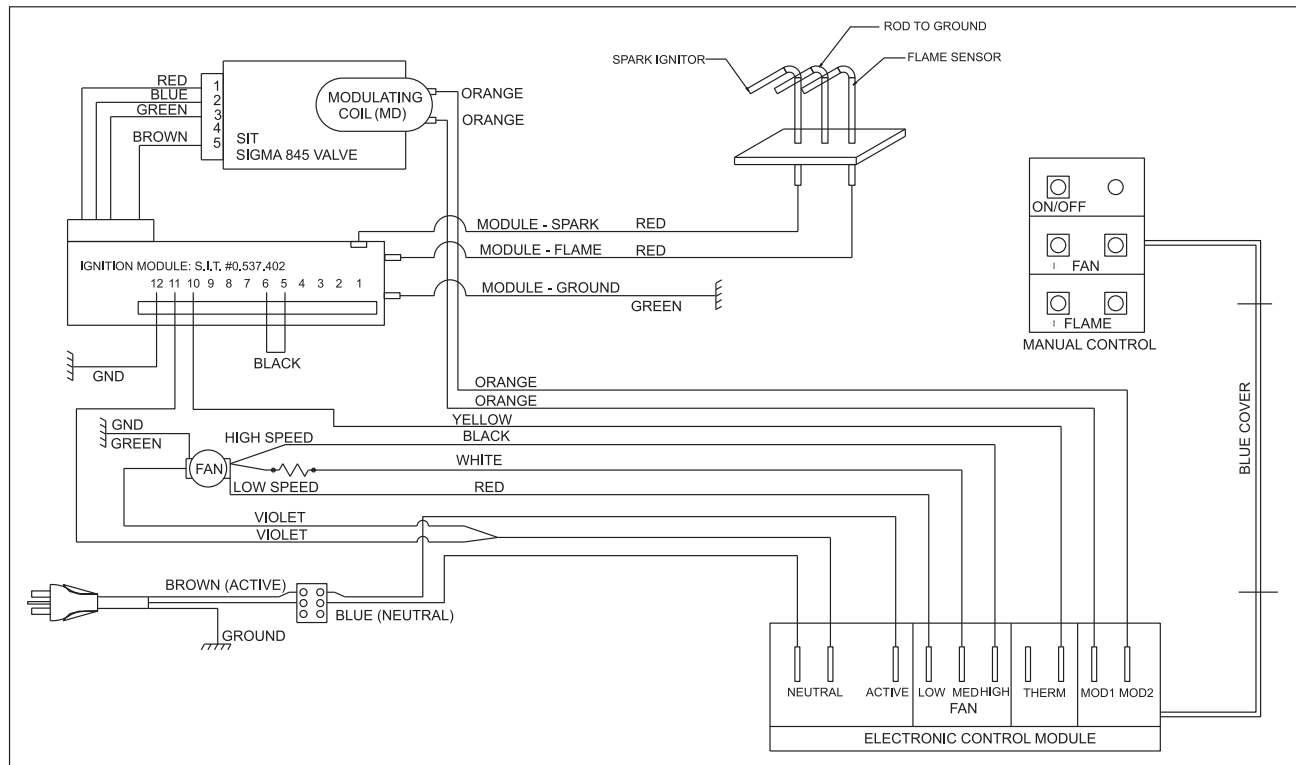 ROD TO GROUND
SPARK IGNITOR
FLAME SENSOR
RED
BLUE
GREEN
BROWN
1
2
3
4
5
SIT
SIGMA 845 VALVE
MODULATING
COIL (MD)
ORANGE
ORANGE
MODULE - SPARK RED
MODULE - FLAME RED
MODULE - GROUND
GREEN
IGNITION MODULE: S.I.T. #0.537.402
12 11 10 9 8 7 6 5 4 3 2 1
BLACK
GND
ON/OFF
FAN
FLAME
MANUAL CONTROL
BLUE COVER
ORANGE
ORANGE
YELLOW
BLACK
GND
GREEN
HIGH SPEED
FAN
WHITE
LOW SPEED
RED
VIOLET
VIOLET
BROWN (ACTIVE)
BLUE (NEUTRAL)
GROUND
NEUTRAL ACTIVE LOW MED HIGH THERM MOD1 MOD2
FAN
ELECTRONIC CONTROL MODULE